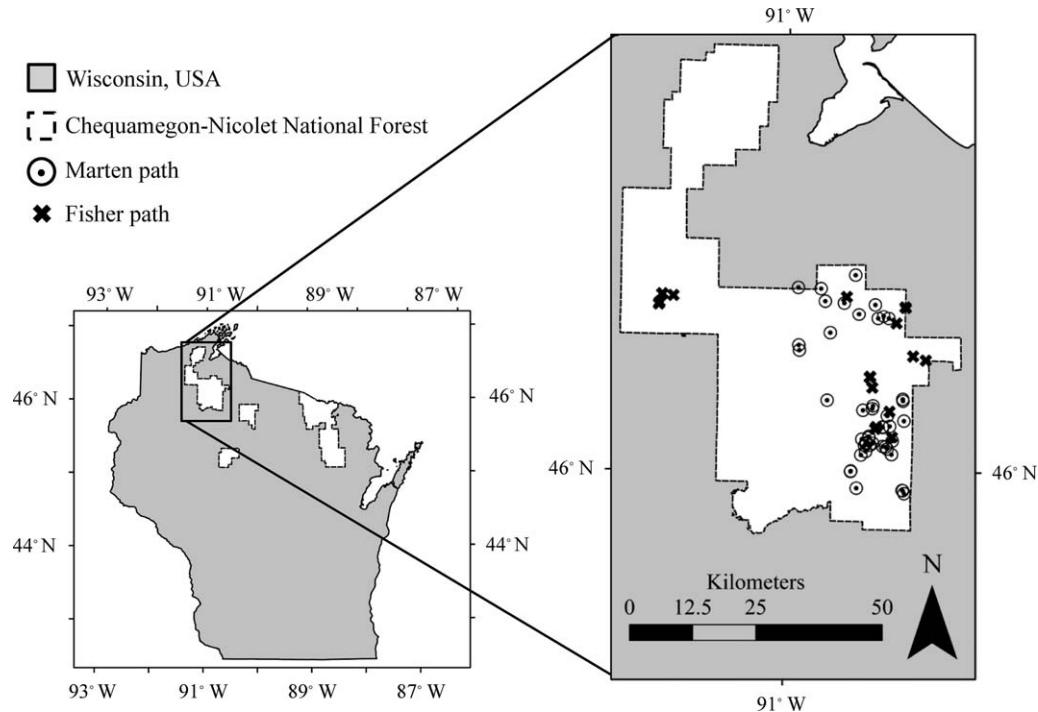 91° W
Wisconsin, USA
Chequamegon-Nicolet National Forest
Marten path
Fisher path
93° W 91° W 89° W 87° W
46° N 46° N
44° N 44° N
93° W 91° W 89° W 87° W
46° N 46° N
Kilometers
0 12.5 25 50
N
91° W